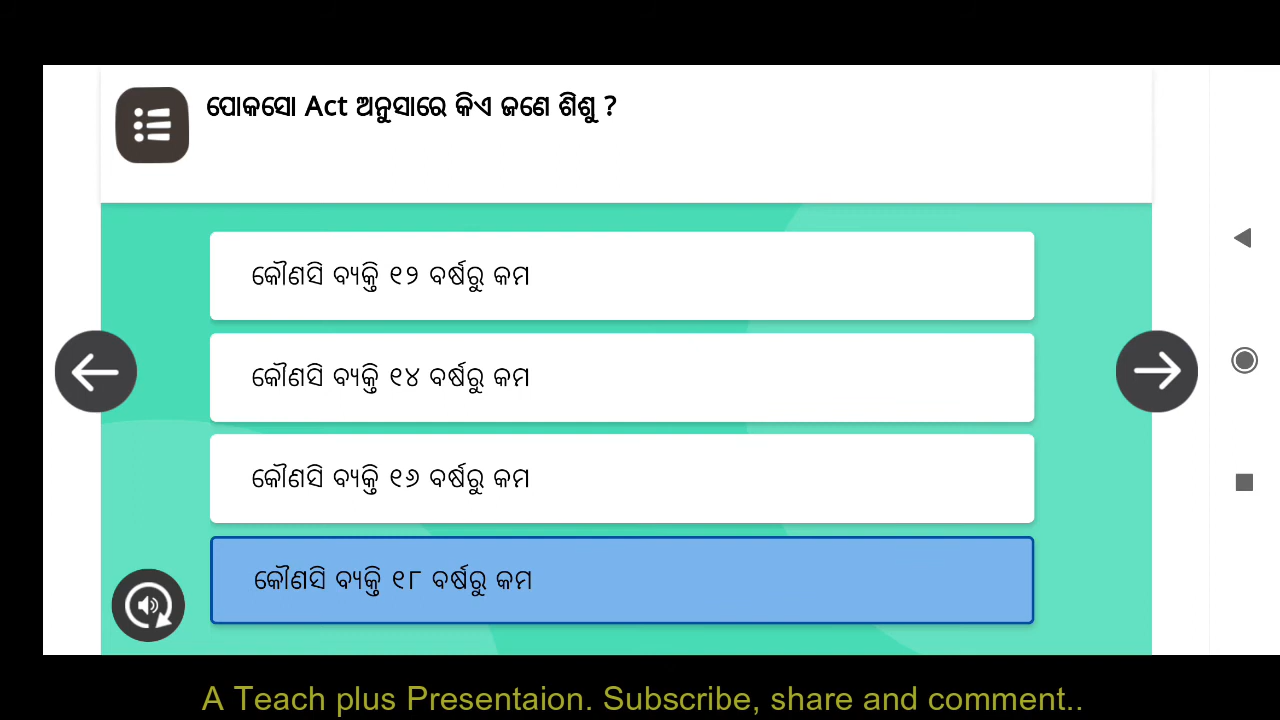 ପୋକସୋ Act ଅନୁସାରେ କିଏ ଜଣେ ଶିଶୁ ?
କୌଣସି ବ୍ୟକ୍ତି ୧୨ ବର୍ଷରୁ କମ
କୌଣସି ବ୍ୟକ୍ତି ୧୪ ବର୍ଷରୁ କମ
କୌଣସି ବ୍ୟକ୍ତି ୧୬ ବର୍ଷରୁ କମ
କୌଣସି ବ୍ୟକ୍ତି ୧୮ ବର୍ଷରୁ କମ
A Teach plus Presentaion. Subscribe, share and comment..